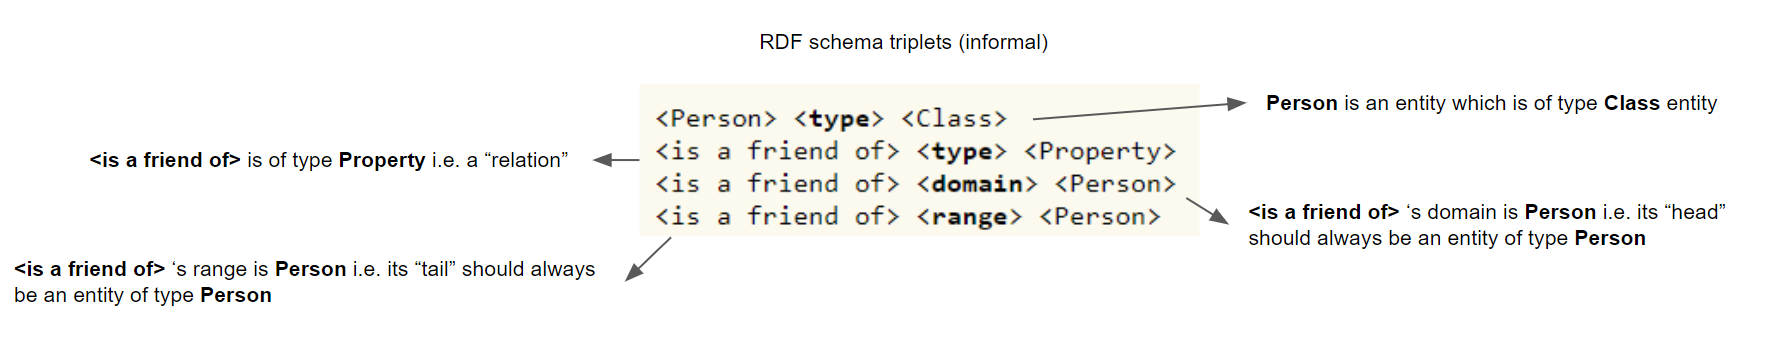 RDF schema triplets (informal)
<Person> <type> <Class>
<is a friend of> <type> <Property>
<is a friend of> <domain> <Person>
<is a friend of> <range> <Person>
Person is an entity which is of type Class entity
<is a friend of> is of type Property i.e. a “relation”
<is a friend of> ‘s domain is Person i.e. its “head”
should always be an entity of type Person
<is a friend of> ‘s range is Person i.e. its “tail” should always
be an entity of type Person